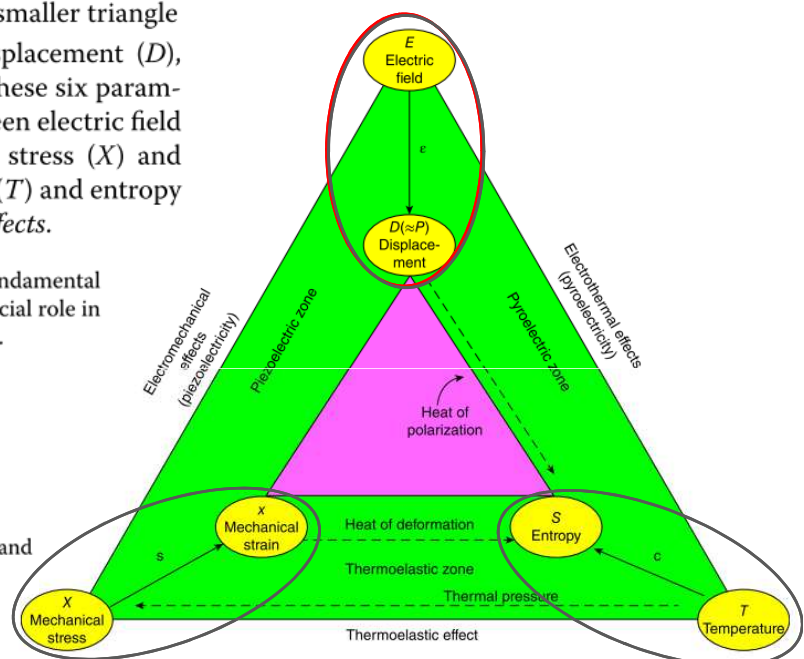 smaller triangle
splacement (D),
hese six param-
een electric field
stress (X) and
(T) and entropy
fects.
ndamental
cial role in
.
and
E
Electric
field
ε
D(≈P)
Displace-
ment
Electromechanical
effects
(piezoelectricity)
Piezoelectric zone
Pyroelectric zone
Electrothermal effects
(pyroelectricity)
Heat of
polarization
x
Mechanical
strain
Heat of deformation
S
Entropy
s
c
Thermoelastic zone
Thermal pressure
X
Mechanical
stress
T
Temperature
Thermoelastic effect